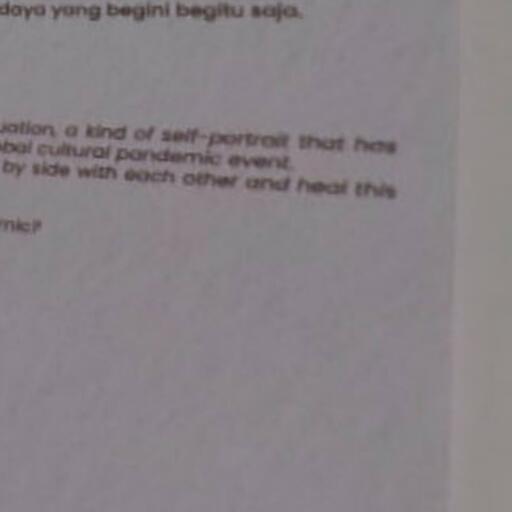 daya yang begini begitu saja.
uation, a kind of self-portrait that has
obal cultural pandemic event.
by side with each other and heal this
mic?